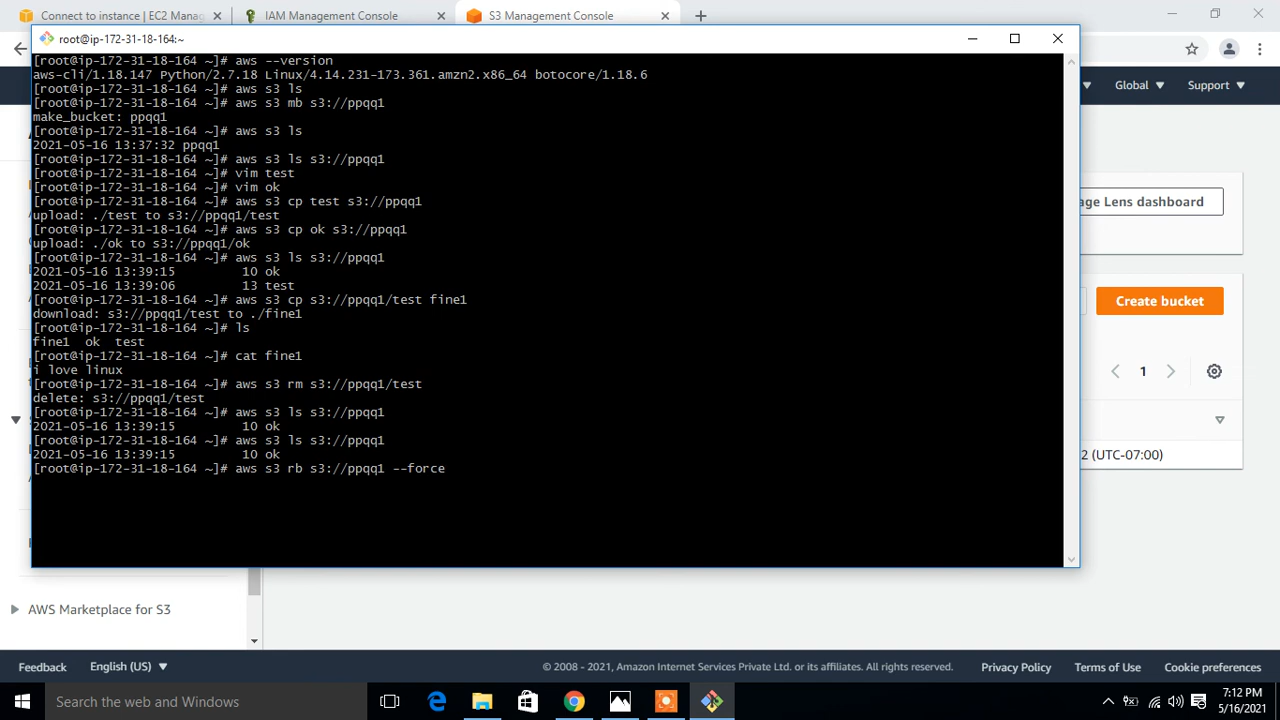 Connect to instance | EC2 Manag
IAM Management Console
S3 Management Console
root@ip-172-31-18-164:~
[root@ip-172-31-18-164 ~]# aws --version
aws-cli/1.18.147 Python/2.7.18 Linux/4.14.231-173.361.amzn2.x86_64 botocore/1.18.6
[root@ip-172-31-18-164 ~]# aws s3 ls
[root@ip-172-31-18-164 ~]# aws s3 mb s3://ppqq1
make_bucket: ppqq1
[root@ip-172-31-18-164 ~]# aws s3 ls
2021-05-16 13:37:32 ppqq1
[root@ip-172-31-18-164 ~]# aws s3 ls s3://ppqq1
[root@ip-172-31-18-164 ~]# vim test
[root@ip-172-31-18-164 ~]# vim ok
[root@ip-172-31-18-164 ~]# aws s3 cp test s3://ppqq1
upload: ./test to s3://ppqq1/test
[root@ip-172-31-18-164 ~]# aws s3 cp ok s3://ppqq1
upload: ./ok to s3://ppqq1/ok
[root@ip-172-31-18-164 ~]# aws s3 ls s3://ppqq1
2021-05-16 13:39:15         10 ok
2021-05-16 13:39:06         13 test
[root@ip-172-31-18-164 ~]# aws s3 cp s3://ppqq1/test fine1
download: s3://ppqq1/test to ./fine1
[root@ip-172-31-18-164 ~]# ls
fine1  ok  test
[root@ip-172-31-18-164 ~]# cat fine1
i love linux
[root@ip-172-31-18-164 ~]# aws s3 rm s3://ppqq1/test
delete: s3://ppqq1/test
[root@ip-172-31-18-164 ~]# aws s3 ls s3://ppqq1
2021-05-16 13:39:15         10 ok
[root@ip-172-31-18-164 ~]# aws s3 ls s3://ppqq1
2021-05-16 13:39:15         10 ok
[root@ip-172-31-18-164 ~]# aws s3 rb s3://ppqq1 --force
Global
Support
age Lens dashboard
Create bucket
1
2 (UTC-07:00)
AWS Marketplace for S3
Feedback
English (US)
© 2008 - 2021, Amazon Internet Services Private Ltd. or its affiliates. All rights reserved.
Privacy Policy
Terms of Use
Cookie preferences
Search the web and Windows
7:12 PM
5/16/2021